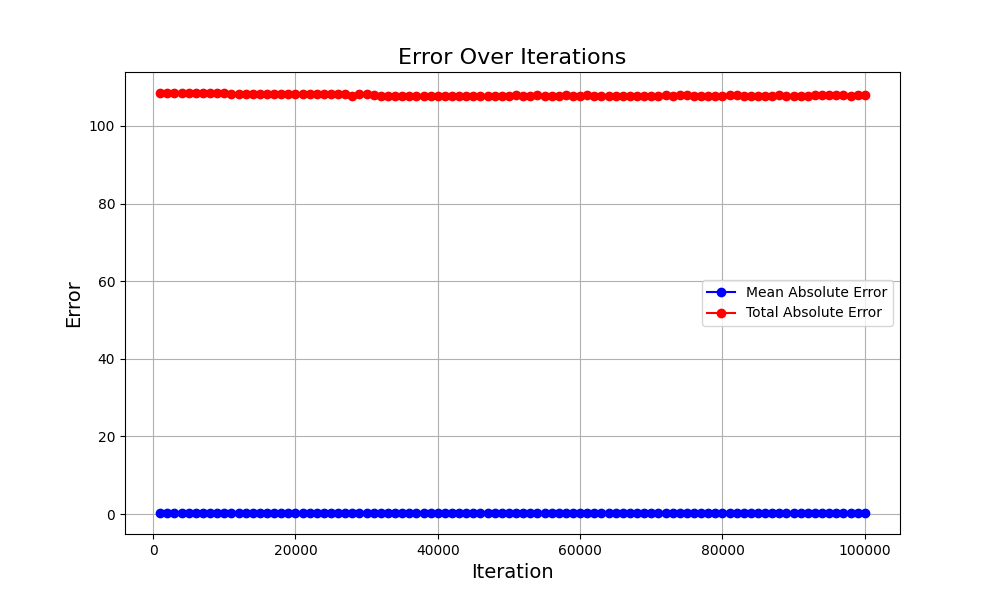 Error Over Iterations
Error
100
80
60
40
20
0
Mean Absolute Error
Total Absolute Error
0 20000 40000 60000 80000 100000
Iteration